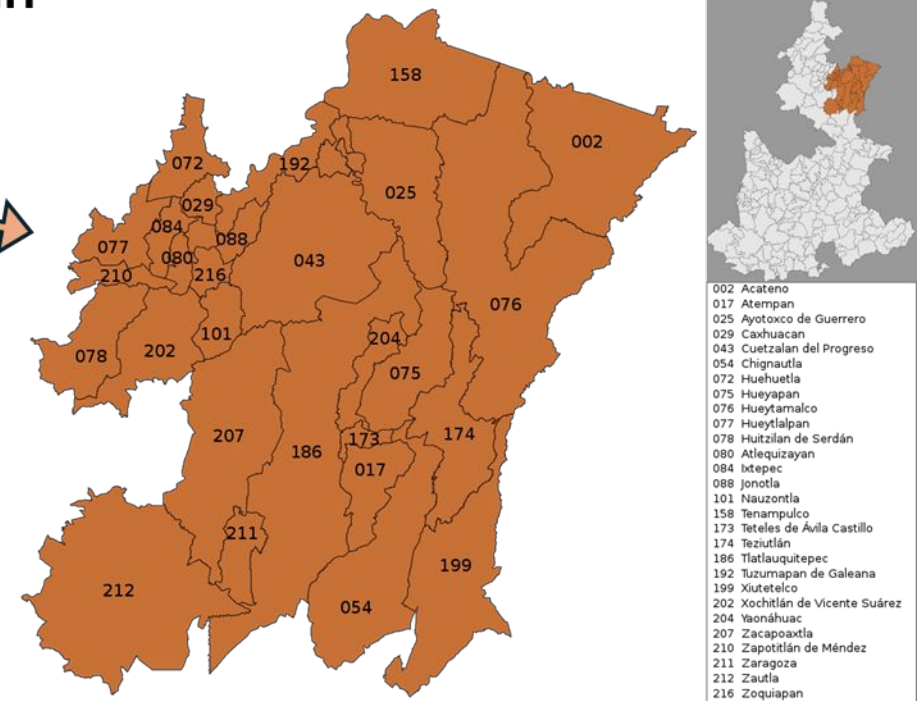 158
002
072
192
029
025
084
077
088
080
043
210
216
076
101
204
078
202
075
207
173
174
186
017
211
199
212
054
002 Acateno
017 Atempan
025 Ayotoxco de Guerrero
029 Caxhuacan
043 Cuetzalan del Progreso
054 Chignautla
072 Huehuetla
075 Hueyapan
076 Hueytamalco
077 Hueytlalpan
078 Huitzilan de Serdán
080 Atlequizayan
084 Ixtepec
088 Jonotla
101 Nauzontla
158 Tenampulco
173 Teteles de Ávila Castillo
174 Teziutlán
186 Tlatlauquitepec
192 Tuzumapan de Galeana
199 Xiutetelco
202 Xochitlán de Vicente Suárez
204 Yaonáhuac
207 Zacapoaxtla
210 Zapotitlán de Méndez
211 Zaragoza
212 Zautla
216 Zoquiapan